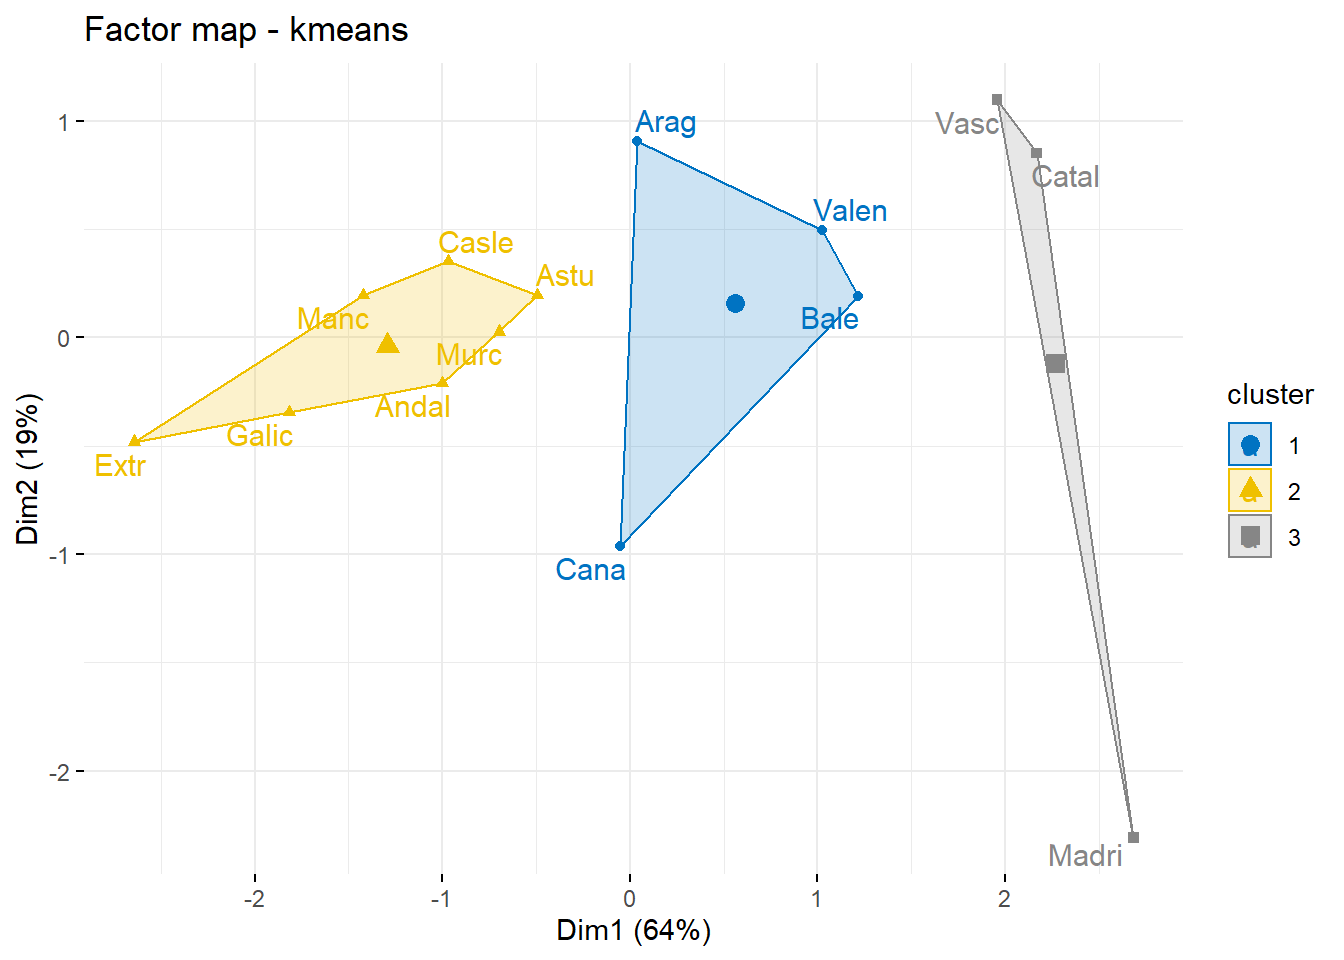 Factor map - kmeans
Arag
Vasc
Catal
Valen
Casle
Astu
Manc
Bale
Murc
Andal
Galic
Extr
Cana
Madri
1
0
-1
-2
Dim2 (19%)
-2
-1
0
1
2
Dim1 (64%)
cluster
a 1
a 2
a 3